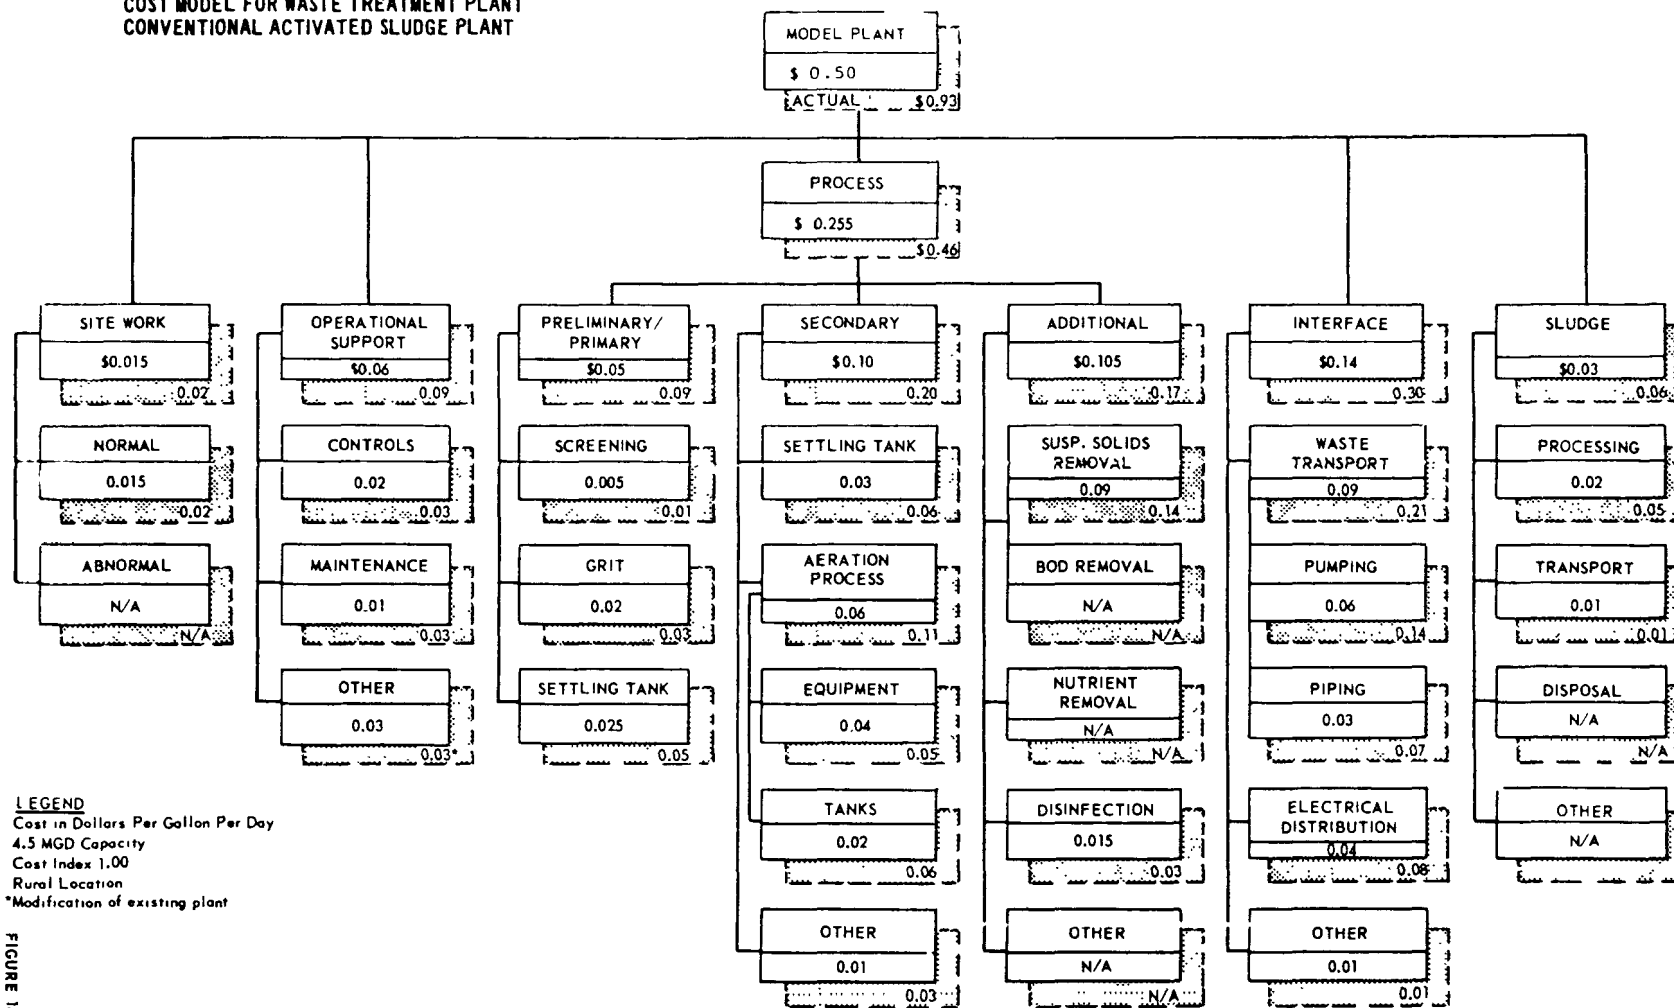 COST MODEL FOR WASTE TREATMENT PLANT
CONVENTIONAL ACTIVATED SLUDGE PLANT
MODEL PLANT
$ 0.50
ACTUAL $0.93
PROCESS
$ 0.255
$0.46
SITE WORK
$0.015
0.02
NORMAL
0.015
0.02
ABNORMAL
N/A
N/A
OPERATIONAL
SUPPORT
$0.06
0.09
CONTROLS
0.02
0.03
MAINTENANCE
0.01
0.03
OTHER
0.03
0.03*
PRELIMINARY/
PRIMARY
$0.05
0.09
SCREENING
0.005
0.01
GRIT
0.02
0.03
SETTLING TANK
0.025
0.05
SECONDARY
$0.10
0.20
SETTLING TANK
0.03
0.06
AERATION
PROCESS
0.06
0.11
EQUIPMENT
0.04
0.05
TANKS
0.02
0.06
OTHER
0.01
0.03
ADDITIONAL
$0.105
0.17
SUSP. SOLIDS
REMOVAL
0.09
0.14
BOD REMOVAL
N/A
N/A
NUTRIENT
REMOVAL
N/A
N/A
DISINFECTION
0.015
0.03
OTHER
N/A
N/A
INTERFACE
$0.14
0.30
WASTE
TRANSPORT
0.09
0.21
PUMPING
0.06
0.14
PIPING
0.03
0.07
ELECTRICAL
DISTRIBUTION
0.04
0.08
OTHER
0.01
0.01
SLUDGE
$0.03
0.06
PROCESSING
0.02
0.05
TRANSPORT
0.01
0.01
DISPOSAL
N/A
N/A
OTHER
N/A
LEGEND
Cost in Dollars Per Gallon Per Day
4.5 MGD Capacity
Cost Index 1.00
Rural Location
*Modification of existing plant
FIGURE 1